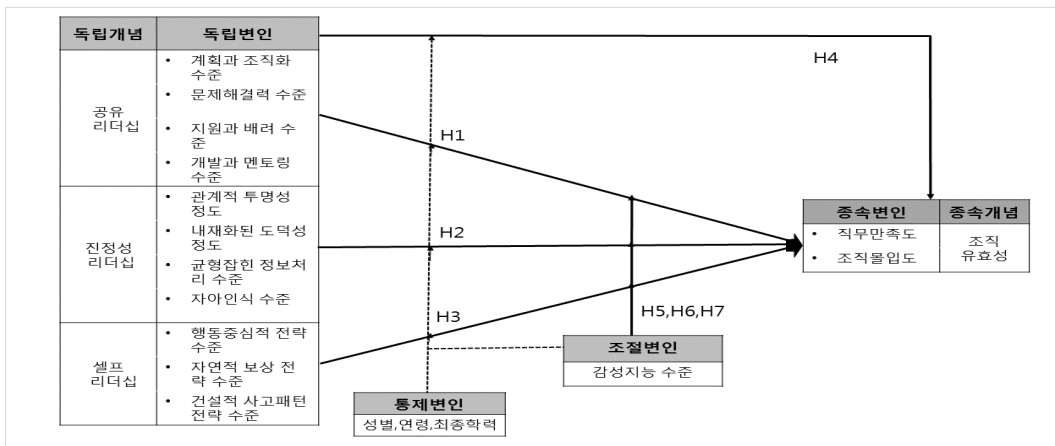 독립개념 독립변인
공유
리더십
• 계획과 조직화
수준
• 문제해결력 수준
• 지원과 배려 수
준
• 개발과 멘토링
수준
진정성
리더십
• 관계적 투명성
정도
• 내재화된 도덕성
정도
• 균형잡힌 정보처
리 수준
• 자아인식 수준
셀프
리더십
• 행동중심적 전략
수준
• 자연적 보상 전
략 수준
• 건설적 사고패턴
전략 수준
H1
H2
H3
H4
H5,H6,H7
통제변인
성별,연령,최종학력
조절변인
감성지능 수준
종속변인 종속개념
• 직무만족도
• 조직몰입도
조직
유효성